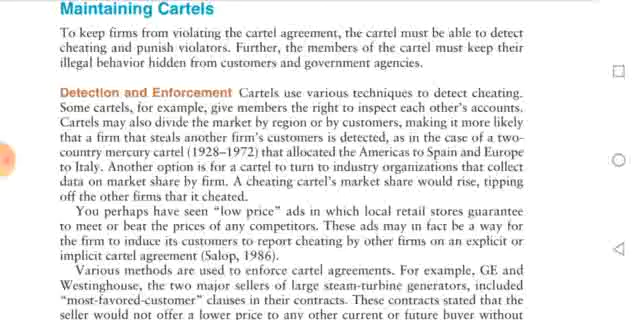 Maintaining Cartels
To keep firms from violating the cartel agreement, the cartel must be able to detect
cheating and punish violators. Further, the members of the cartel must keep their
illegal behavior hidden from customers and government agencies.
Detection and Enforcement Cartels use various techniques to detect cheating.
Some cartels, for example, give members the right to inspect each other's accounts.
Cartels may also divide the market by region or by customers, making it more likely
that a firm that steals another firm's customers is detected, as in the case of a two-
country mercury cartel (1928–1972) that allocated the Americas to Spain and Europe
to Italy. Another option is for a cartel to turn to industry organizations that collect
data on market share by firm. A cheating cartel's market share would rise, tipping
off the other firms that it cheated.
You perhaps have seen "low price" ads in which local retail stores guarantee
to meet or beat the prices of any competitors. These ads may in fact be a way for
the firm to induce its customers to report cheating by other firms on an explicit or
implicit cartel agreement (Salop, 1986).
Various methods are used to enforce cartel agreements. For example, GE and
Westinghouse, the two major sellers of large steam-turbine generators, included
"most-favored-customer" clauses in their contracts. These contracts stated that the
seller would not offer a lower price to any other current or future buyer without